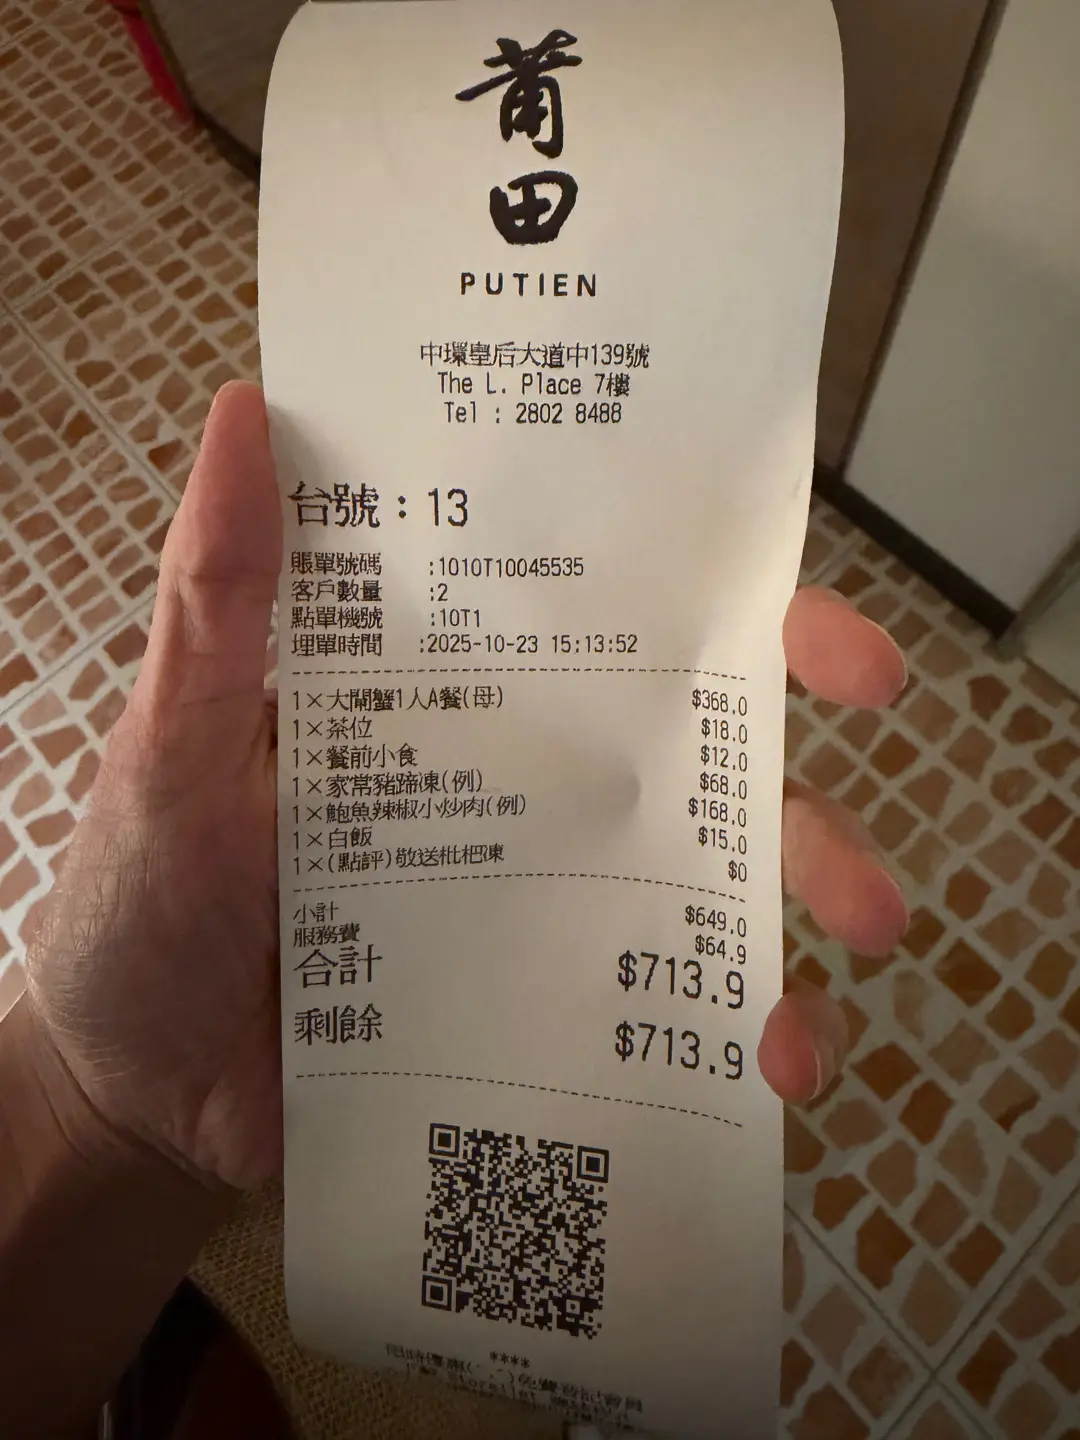 莆
田
PUTIEN
中環皇后大道中139號
The L. Place 7樓
Tel : 2802 8488
台號：13
賬單號碼 :1010T10045535
客戶數量 :2
點單機號 :10T1
埋單時間 :2025-10-23 15:13:52
1×大閘蟹1人A餐(母) $368.0
1×茶位 $18.0
1×餐前小食 $12.0
1×家常豬蹄凍(例) $68.0
1×鮑魚辣椒小炒肉(例) $168.0
1×白飯 $15.0
1×(點評)敬送枇杷凍 $0
小計 $649.0
服務費 $64.9
合計 $713.9
剩餘 $713.9
****